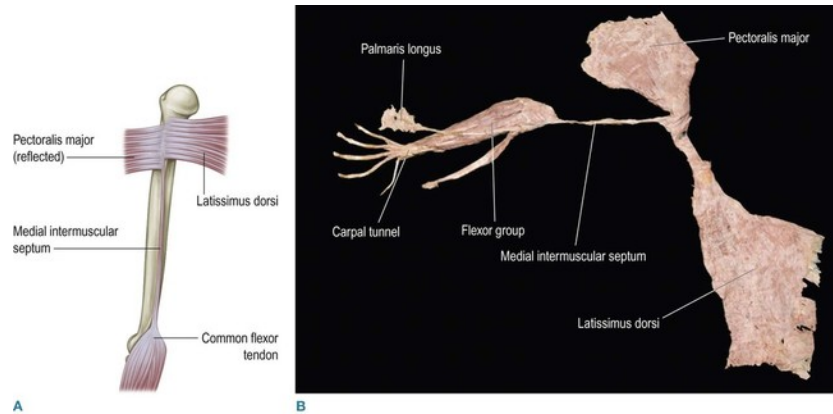 Pectoralis major
(reflected)
Latissimus dorsi
Medial intermuscular
septum
Common flexor
tendon
A
Palmaris longus
Pectoralis major
Carpal tunnel
Flexor group
Medial intermuscular septum
Latissimus dorsi
B